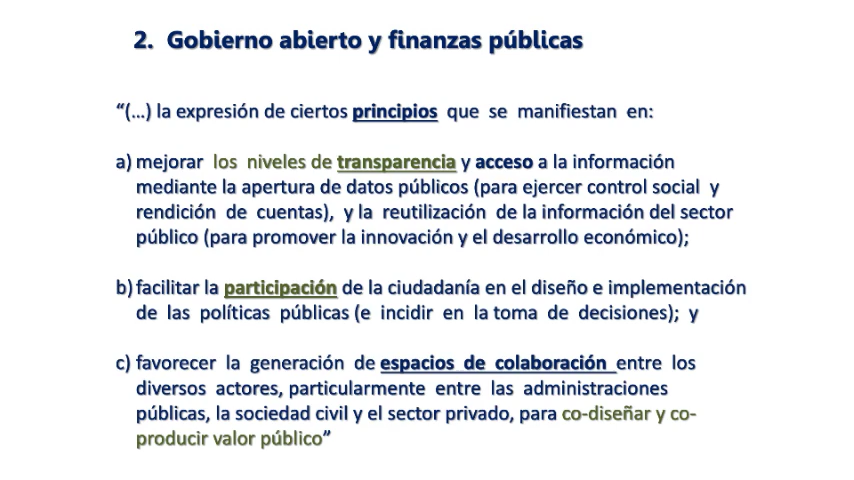 2. Gobierno abierto y finanzas públicas
“(...) la expresión de ciertos principios que se manifiestan en:
a) mejorar los niveles de transparencia y acceso a la información
mediante la apertura de datos públicos (para ejercer control social y
rendición de cuentas), y la reutilización de la información del sector
público (para promover la innovación y el desarrollo económico);
b) facilitar la participación de la ciudadanía en el diseño e implementación
de las políticas públicas (e incidir en la toma de decisiones); y
c) favorecer la generación de espacios de colaboración entre los
diversos actores, particularmente entre las administraciones
públicas, la sociedad civil y el sector privado, para co-diseñar y co-
producir valor público”